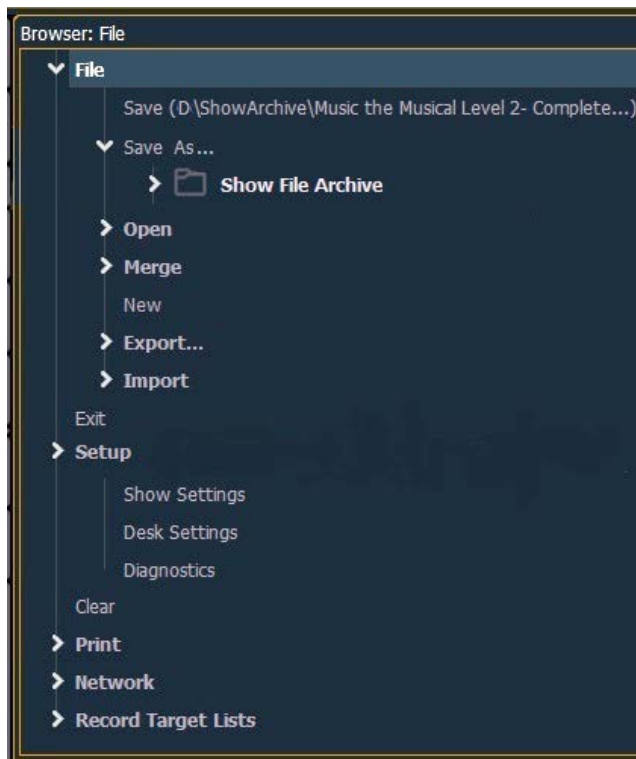 Browser: File
File
Save (D\ShowArchive\Music the Musical Level 2- Complete...)
Save As...
Show File Archive
Open
Merge
New
Export...
Import
Exit
Setup
Show Settings
Desk Settings
Diagnostics
Clear
Print
Network
Record Target Lists